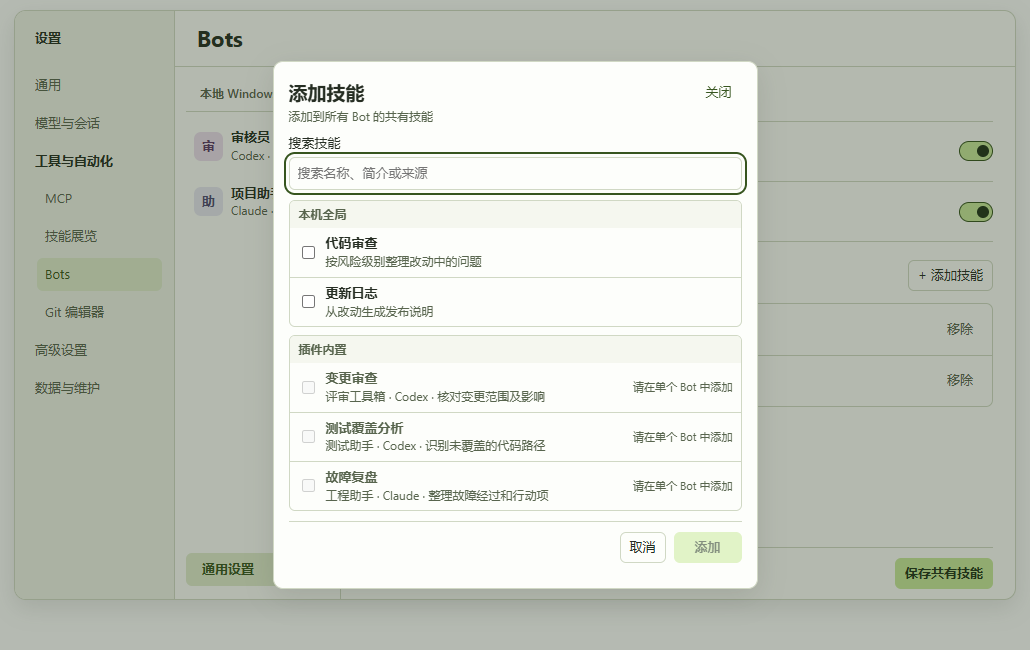 设置
通用
模型与会话
工具与自动化
MCP
技能展览
Bots
Git 编辑器
高级设置
数据与维护
Bots
本地 Window
审
审核员
Codex ·
助
项目助
Claude ·
通用设置
+ 添加技能
移除
移除
保存共有技能
添加技能
关闭
添加到所有 Bot 的共有技能
搜索技能
搜索名称、简介或来源
本机全局
代码审查
按风险级别整理改动中的问题
更新日志
从改动生成发布说明
插件内置
变更审查
评审工具箱 · Codex · 核对变更范围及影响
请在单个 Bot 中添加
测试覆盖分析
测试助手 · Codex · 识别未覆盖的代码路径
请在单个 Bot 中添加
故障复盘
工程助手 · Claude · 整理故障经过和行动项
请在单个 Bot 中添加
取消
添加